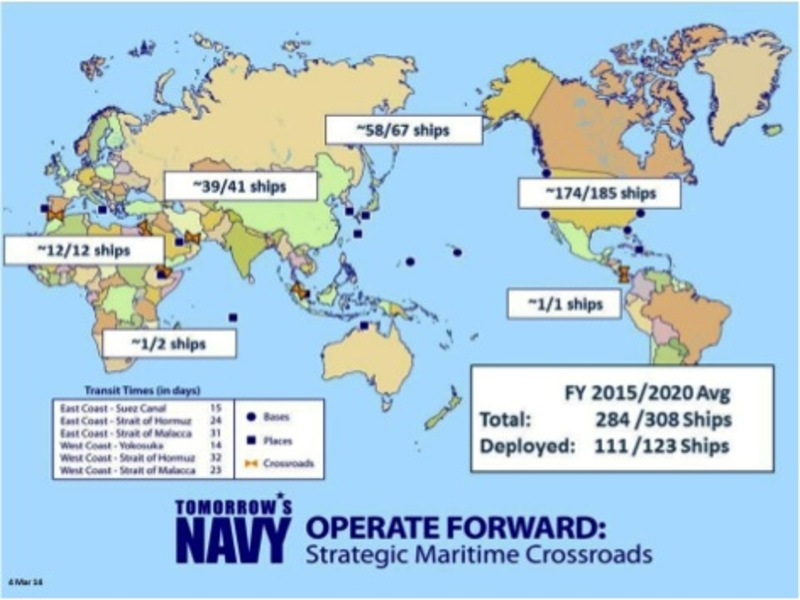 ~58/67 ships
~39/41 ships
~174/185 ships
~12/12 ships
~1/1 ships
~1/2 ships
FY 2015/2020 Avg
Total: 284 /308 Ships
Deployed: 111 /123 Ships
Transit Times (in days)
East Coast - Suez Canal 15
East Coast - Strait of Hormuz 24
East Coast - Strait of Malacca 31
West Coast - Yokosuka 14
West Coast - Strait of Hormuz 32
West Coast - Strait of Malacca 23
Bases
Places
Crossroads
TOMORROW'S
NAVY
OPERATE FORWARD:
Strategic Maritime Crossroads
4 Mar 14